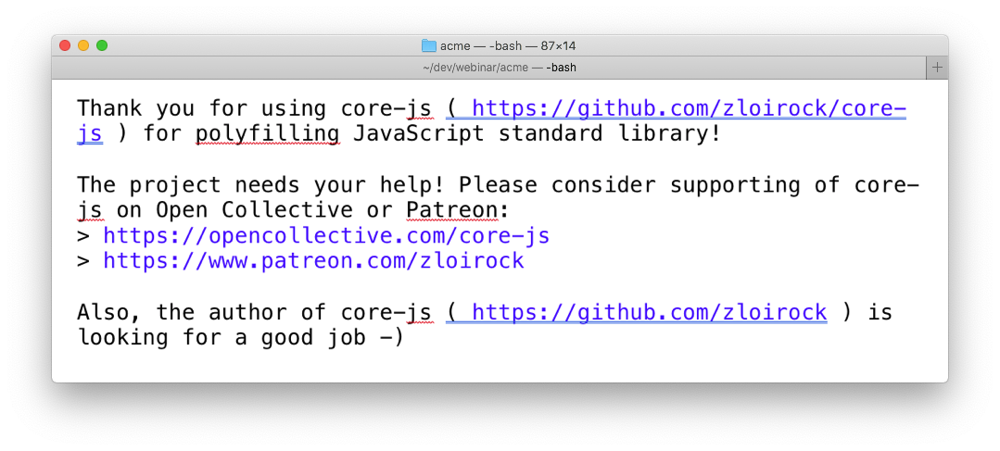 acme — -bash — 87×14
~/dev/webinar/acme — -bash +
Thank you for using core-js ( https://github.com/zloirock/core-
js ) for polyfilling JavaScript standard library!
The project needs your help! Please consider supporting of core-
js on Open Collective or Patreon:
> https://opencollective.com/core-js
> https://www.patreon.com/zloirock
Also, the author of core-js ( https://github.com/zloirock ) is
looking for a good job -)